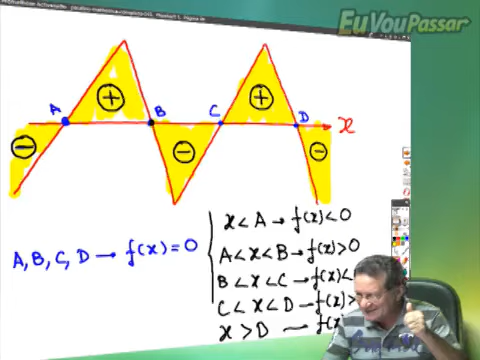 EuVouPassar
A B C D x
+ +
- - -
x < A → f(x) < 0
A, B, C, D → f(x) = 0
A < x < B → f(x) > 0
B < x < C → f(x) <
C < x < D → f(x) >
x > D → f(x)